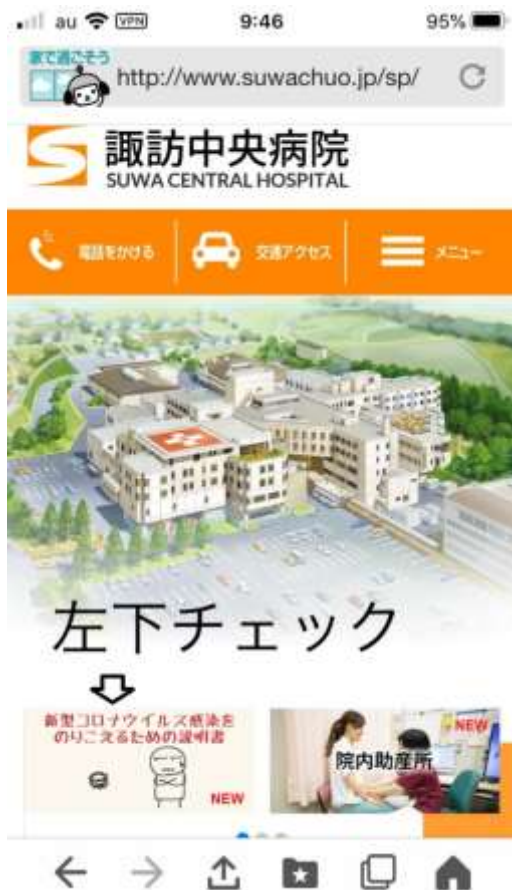 au VPN 9:46 95%
家で過ごそう
http://www.suwachuo.jp/sp/
諏訪中央病院
SUWA CENTRAL HOSPITAL
電話をかける 交通アクセス メニュー
左下チェック
新型コロナウイルス感染を
のりこえるための説明書
NEW
NEW
院内助産所